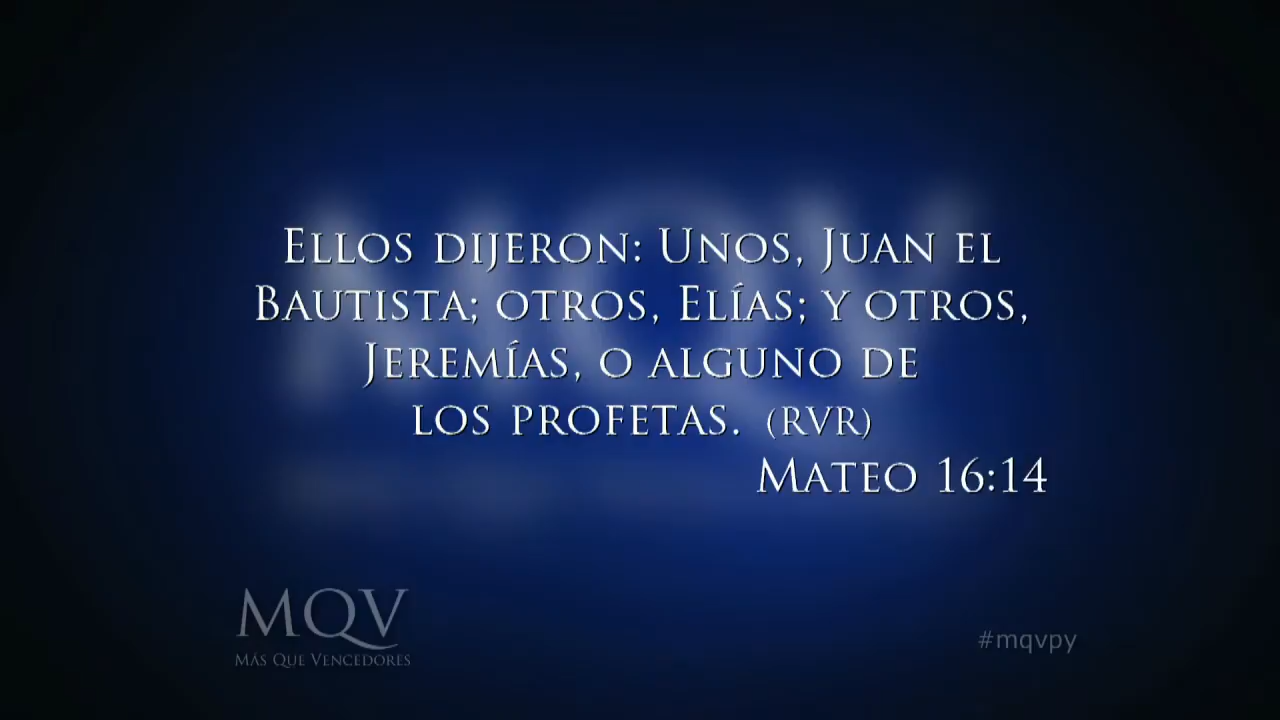 Ellos dijeron: Unos, Juan el
Bautista; otros, Elías; y otros,
Jeremías, o alguno de
los profetas. (RVR)
Mateo 16:14
MQV
Más Que Vencedores
#mqvpy